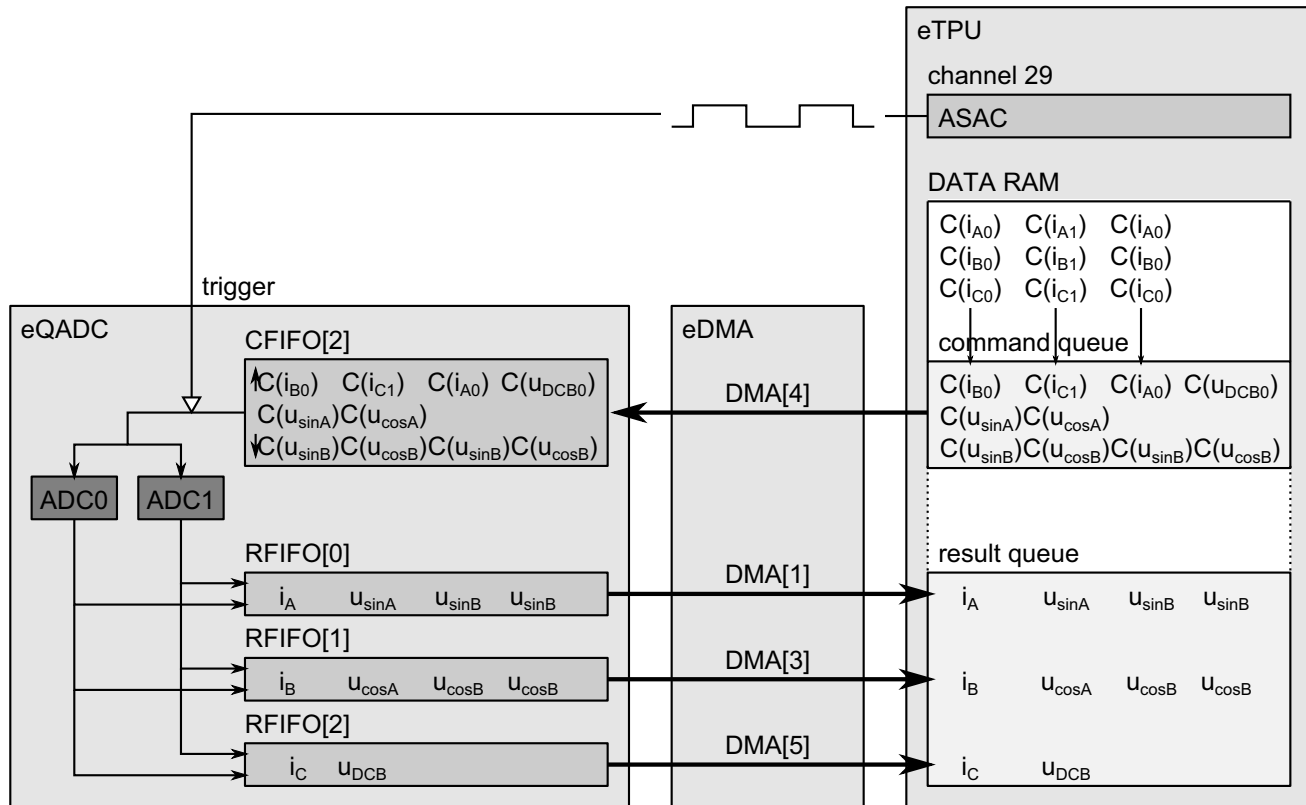 eTPU
channel 29
ASAC
DATA RAM
C(iA0) C(iA1) C(iA0)
C(iB0) C(iB1) C(iB0)
C(iC0) C(iC1) C(iC0)
command queue
C(iB0) C(iC1) C(iA0) C(uDCB0)
C(usinA)C(ucosA)
C(usinB)C(ucosB)C(usinB)C(ucosB)
result queue
iA usinA usinB usinB
iB ucosA ucosB ucosB
iC uDCB
trigger
eQADC
CFIFO[2]
C(iB0) C(iC1) C(iA0) C(uDCB0)
C(usinA)C(ucosA)
C(usinB)C(ucosB)C(usinB)C(ucosB)
ADC0 ADC1
RFIFO[0]
iA usinA usinB usinB
RFIFO[1]
iB ucosA ucosB ucosB
RFIFO[2]
iC uDCB
eDMA
DMA[4]
DMA[1]
DMA[3]
DMA[5]